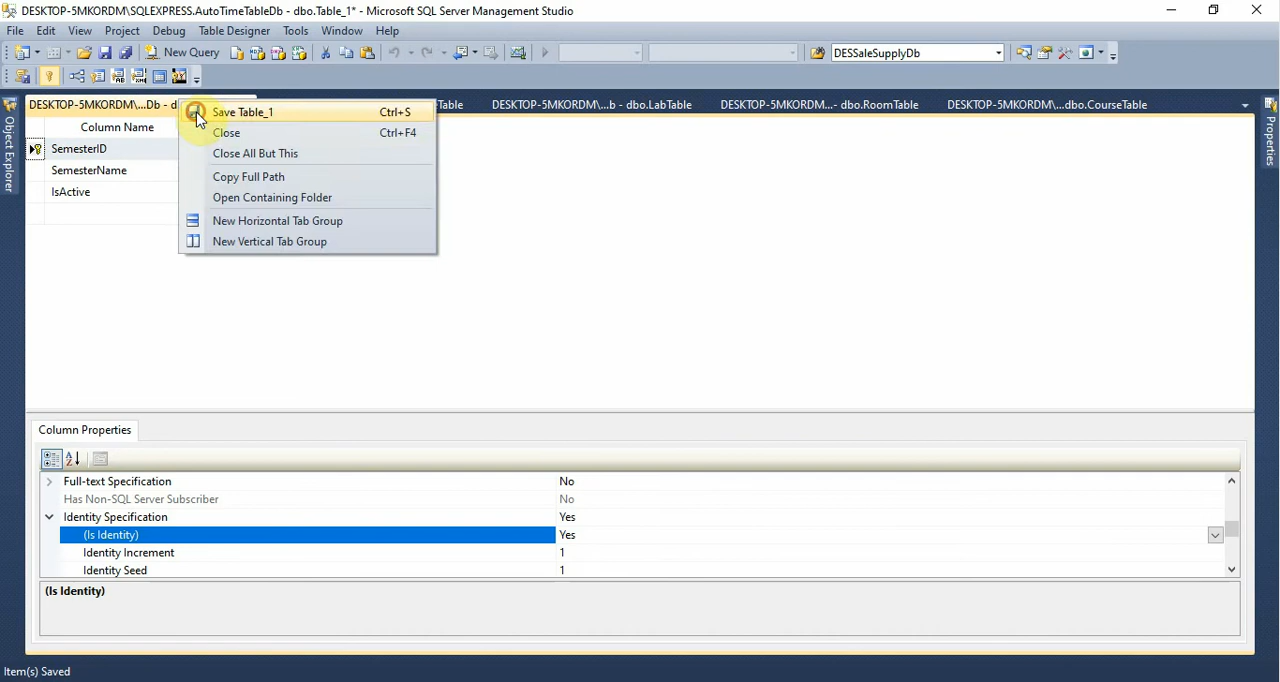 DESKTOP-5MKORDM\SQLEXPRESS.AutoTimeTableDb - dbo.Table_1* - Microsoft SQL Server Management Studio
File Edit View Project Debug Table Designer Tools Window Help
New Query DESSaleSupplyDb
DESKTOP-5MKORDM\...Db - d Table DESKTOP-5MKORDM\...b - dbo.LabTable DESKTOP-5MKORDM...- dbo.RoomTable DESKTOP-5MKORDM\...dbo.CourseTable
Object Explorer
Properties
Column Name
SemesterID
SemesterName
IsActive
Save Table_1 Ctrl+S
Close Ctrl+F4
Close All But This
Copy Full Path
Open Containing Folder
New Horizontal Tab Group
New Vertical Tab Group
Column Properties
Full-text Specification No
Has Non-SQL Server Subscriber No
Identity Specification Yes
(Is Identity) Yes
Identity Increment 1
Identity Seed 1
(Is Identity)
Item(s) Saved